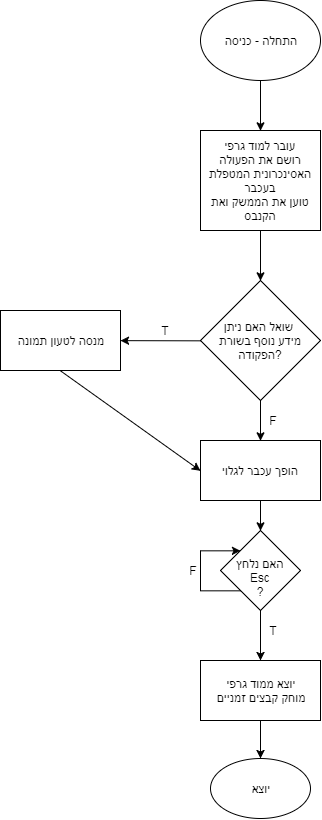 התחלה - כניסה
עובר למוד גרפי
רושם את הפעולה
האסינכרונית המטפלת
בעכבר
טוען את הממשק ואת
הקנבס
שואל האם ניתן
מידע נוסף בשורת
הפקודה?
T
מנסה לטעון תמונה
F
הופך עכבר לגלוי
האם נלחץ
Esc
?
F
T
יוצא ממוד גרפי
מוחק קבצים זמניים
יוצא